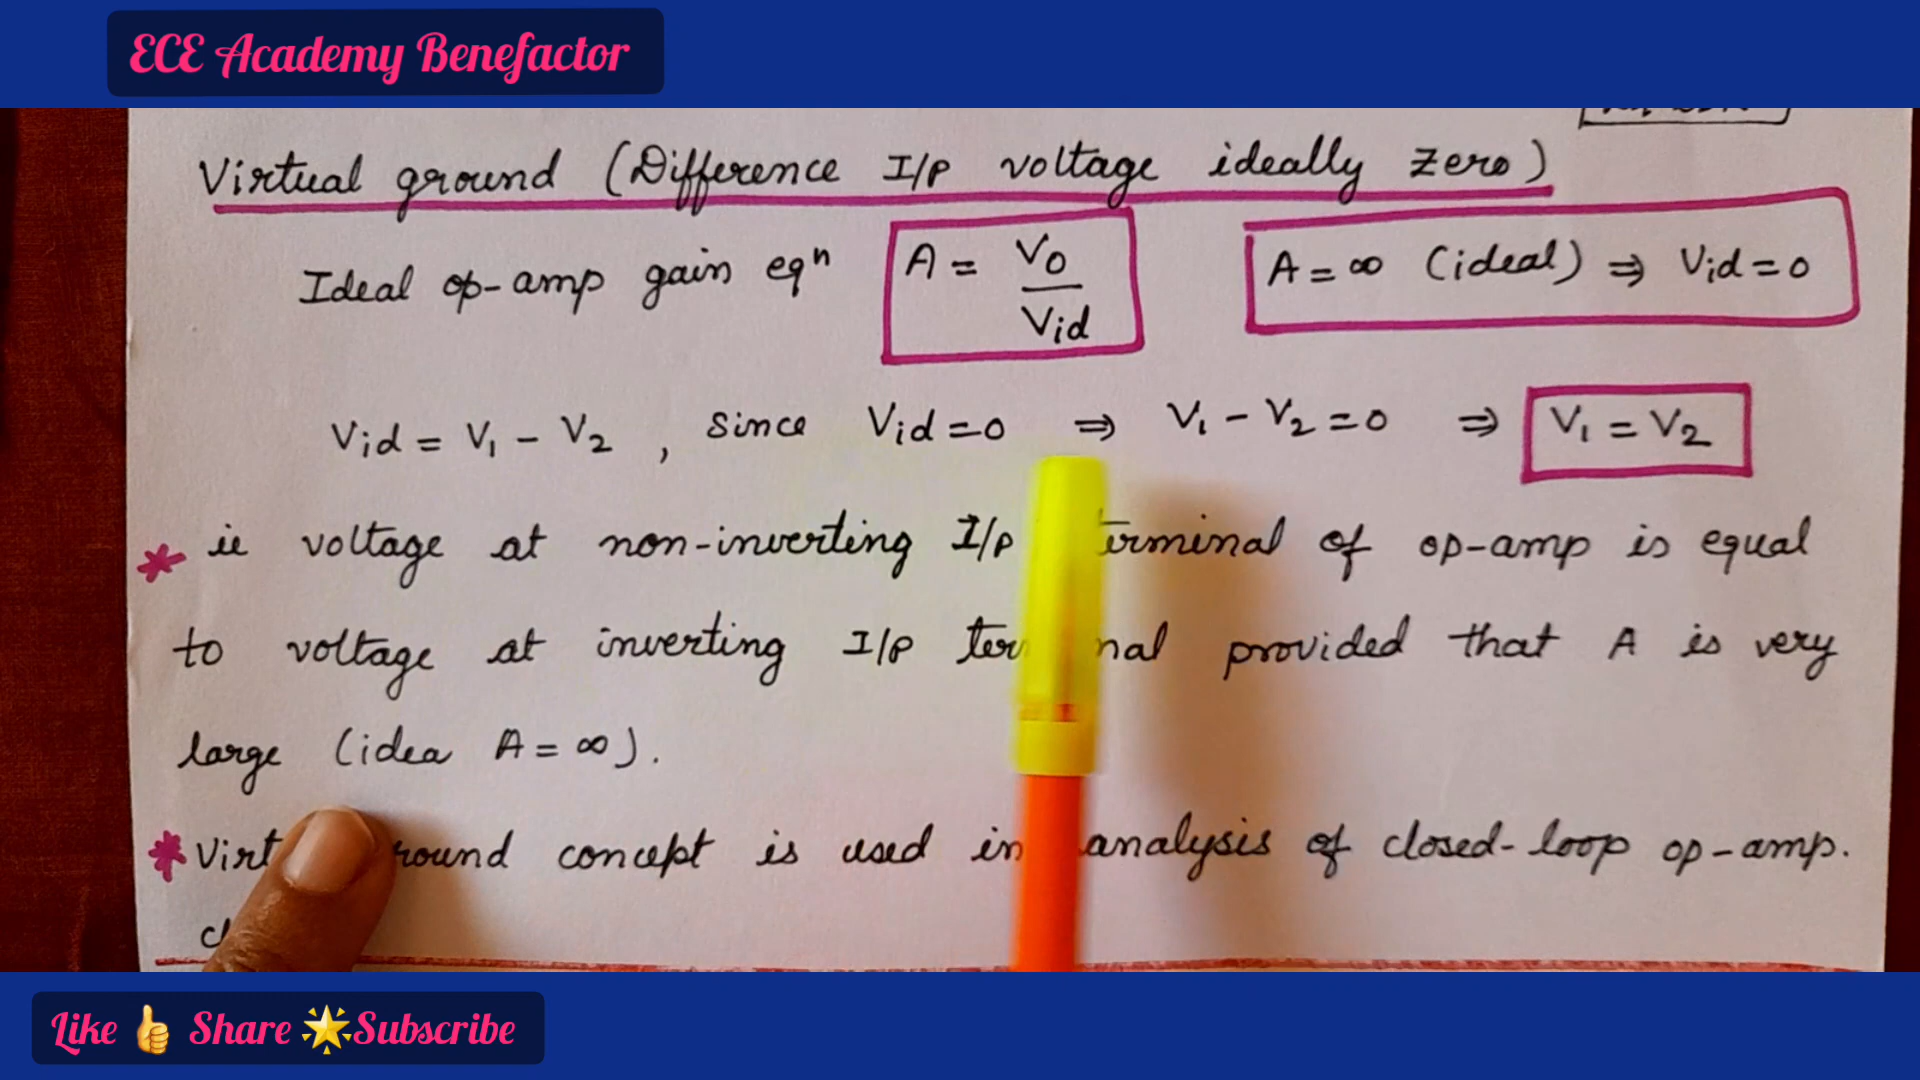 ECE Academy Benefactor
Virtual ground (Difference I/P voltage ideally zero)
Ideal op-amp gain eqⁿ A = Vo / Vid A = ∞ (ideal) ⇒ Vid = 0
Vid = V₁ - V₂ , since Vid = 0 ⇒ V₁ - V₂ = 0 ⇒ V₁ = V₂
* ie voltage at non-inverting I/P terminal of op-amp is equal
to voltage at inverting I/P nal provided that A is very
large (idea A = ∞).
* Virt round concept is used in analysis of closed-loop op-amp.
Like 👍 Share 🌟Subscribe